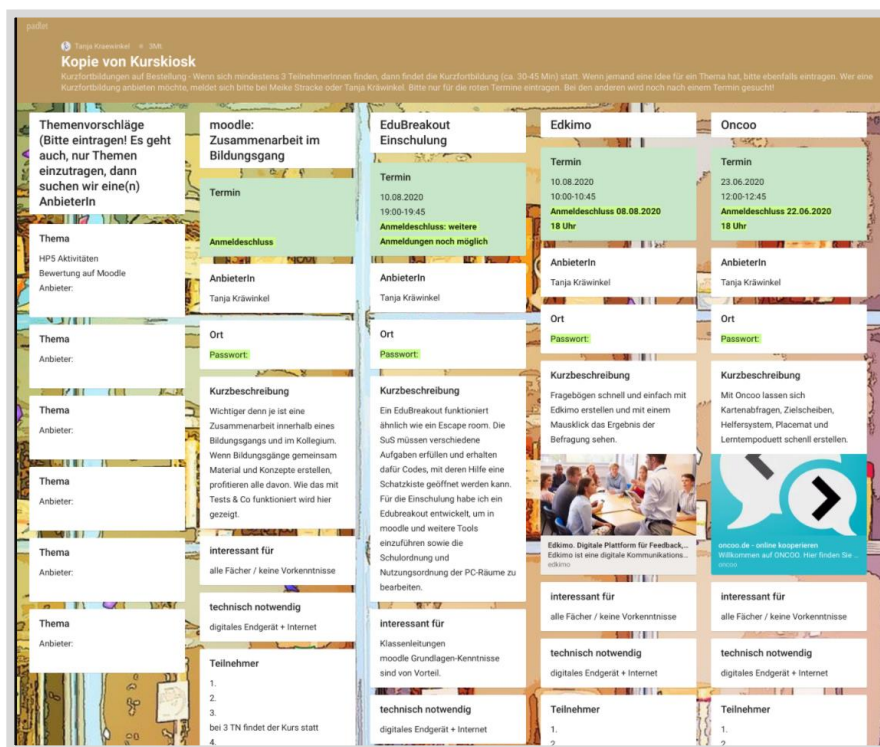 padlet
Tanja Kraewinkel • 3Mt
Kopie von Kurskiosk
Kurzfortbildungen auf Bestellung - Wenn sich mindestens 3 TeilnehmerInnen finden, dann findet die Kurzfortbildung (ca. 30-45 Min) statt. Wenn jemand eine Idee für ein Thema hat, bitte ebenfalls eintragen. Wer eine
Kurzfortbildung anbieten möchte, meldet sich bitte bei Meike Stracke oder Tanja Kräwinkel. Bitte nur für die roten Termine eintragen. Bei den anderen wird noch nach einem Termin gesucht!
Themenvorschläge
(Bitte eintragen! Es geht
auch, nur Themen
einzutragen, dann
suchen wir eine(n)
AnbieterIn
Thema
HP5 Aktivitäten
Bewertung auf Moodle
Anbieter:
Thema
Anbieter:
Thema
Anbieter:
Thema
Anbieter:
Thema
Anbieter:
Thema
Anbieter:
moodle:
Zusammenarbeit im
Bildungsgang
Termin
Anmeldeschluss
AnbieterIn
Tanja Kräwinkel
Ort
Passwort:
Kurzbeschreibung
Wichtiger denn je ist eine
Zusammenarbeit innerhalb eines
Bildungsgangs und im Kollegium.
Wenn Bildungsgänge gemeinsam
Material und Konzepte erstellen,
profitieren alle davon. Wie das mit
Tests & Co funktioniert wird hier
gezeigt.
interessant für
alle Fächer / keine Vorkenntnisse
technisch notwendig
digitales Endgerät + Internet
Teilnehmer
1.
2.
3.
bei 3 TN findet der Kurs statt
4.
EduBreakout
Einschulung
Termin
10.08.2020
19:00-19:45
Anmeldeschluss: weitere
Anmeldungen noch möglich
AnbieterIn
Tanja Kräwinkel
Ort
Passwort:
Kurzbeschreibung
Ein EduBreakout funktioniert
ähnlich wie ein Escape room. Die
SuS müssen verschiedene
Aufgaben erfüllen und erhalten
dafür Codes, mit deren Hilfe eine
Schatzkiste geöffnet werden kann.
Für die Einschulung habe ich ein
Edubreakout entwickelt, um in
moodle und weitere Tools
einzuführen sowie die
Schulordnung und
Nutzungsordnung der PC-Räume zu
bearbeiten.
interessant für
Klassenleitungen
moodle Grundlagen-Kenntnisse
sind von Vorteil.
technisch notwendig
digitales Endgerät + Internet
Edkimo
Termin
10.08.2020
10:00-10:45
Anmeldeschluss 08.08.2020
18 Uhr
AnbieterIn
Tanja Kräwinkel
Ort
Passwort:
Kurzbeschreibung
Fragebögen schnell und einfach mit
Edkimo erstellen und mit einem
Mausklick das Ergebnis der
Befragung sehen.
Edkimo. Digitale Plattform für Feedback,...
Edkimo ist eine digitale Kommunikations...
edkimo
interessant für
alle Fächer / keine Vorkenntnisse
technisch notwendig
digitales Endgerät + Internet
Teilnehmer
1.
2
Oncoo
Termin
23.06.2020
12:00-12:45
Anmeldeschluss 22.06.2020
18 Uhr
AnbieterIn
Tanja Kräwinkel
Ort
Passwort:
Kurzbeschreibung
Mit Oncoo lassen sich
Kartenabfragen, Zielscheiben,
Helfersystem, Placemat und
Lerntempoduett schenll erstellen.
oncoo.de - online kooperieren
Willkommen auf ONCOO. Hier finden Sie ...
oncoo
interessant für
alle Fächer / keine Vorkenntnisse
technisch notwendig
digitales Endgerät + Internet
Teilnehmer
1.
2